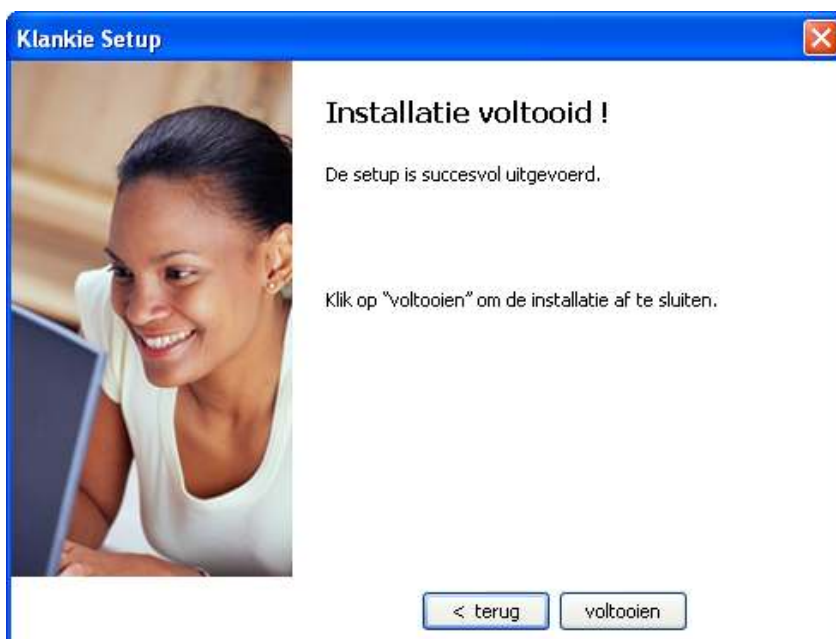 Klankie Setup
Installatie voltooid !
De setup is succesvol uitgevoerd.
Klik op "voltooien" om de installatie af te sluiten.
< terug
voltooien